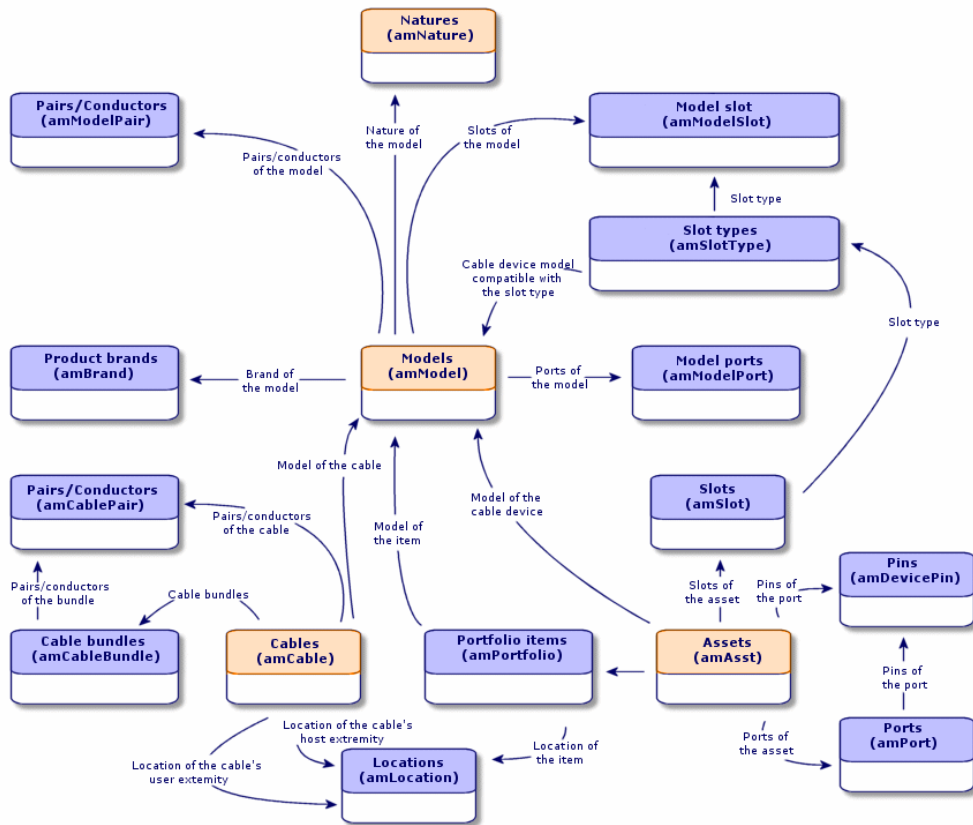 Natures
(amNature)
Pairs/Conductors
(amModelPair)
Model slot
(amModelSlot)
Nature of
the model
Slots of
the model
Pairs/conductors
of the model
Slot type
Slot types
(amSlotType)
Cable device model
compatible with
the slot type
Slot type
Product brands
(amBrand)
Brand of
the model
Models
(amModel)
Ports of
the model
Model ports
(amModelPort)
Model of the cable
Pairs/Conductors
(amCablePair)
Pairs/conductors
of the cable
Model of
the item
Model of the
cable device
Slots
(amSlot)
Pins
(amDevicePin)
Pairs/conductors
of the bundle
Cable bundles
Slots of
the asset
Pins of
the port
Cable bundles
(amCableBundle)
Cables
(amCable)
Portfolio items
(amPortfolio)
Assets
(amAsst)
Pins of
the port
Location of the cable's
host extremity
Location of
the item
Ports of
the asset
Ports
(amPort)
Location of the cable's
user extemity
Locations
(amLocation)